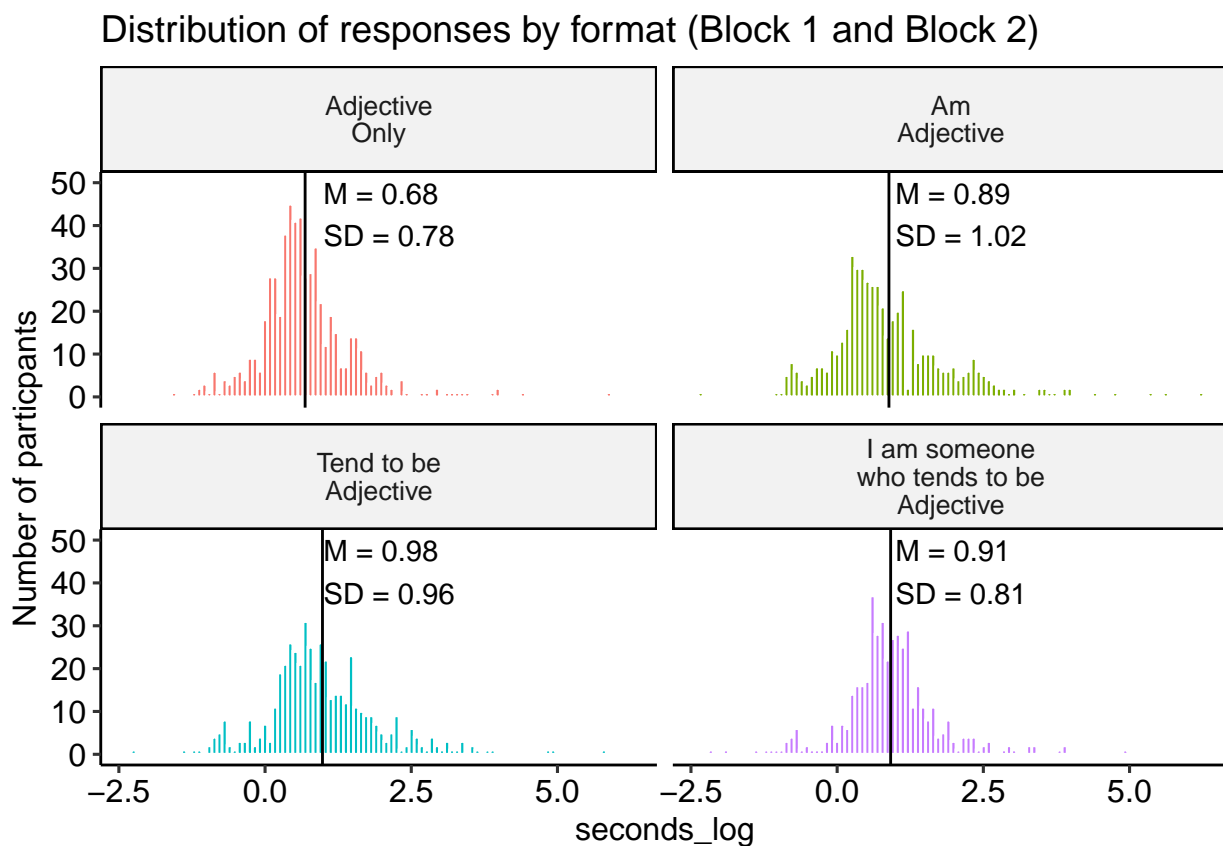 Distribution of responses by format (Block 1 and Block 2)
Adjective
Only
Am
Adjective
50
40
30
20
10
0
M = 0.68
SD = 0.78
M = 0.89
SD = 1.02
Tend to be
Adjective
I am someone
who tends to be
Adjective
50
40
30
20
10
0
M = 0.98
SD = 0.96
M = 0.91
SD = 0.81
Number of particpants
−2.5 0.0 2.5 5.0 −2.5 0.0 2.5 5.0
seconds_log